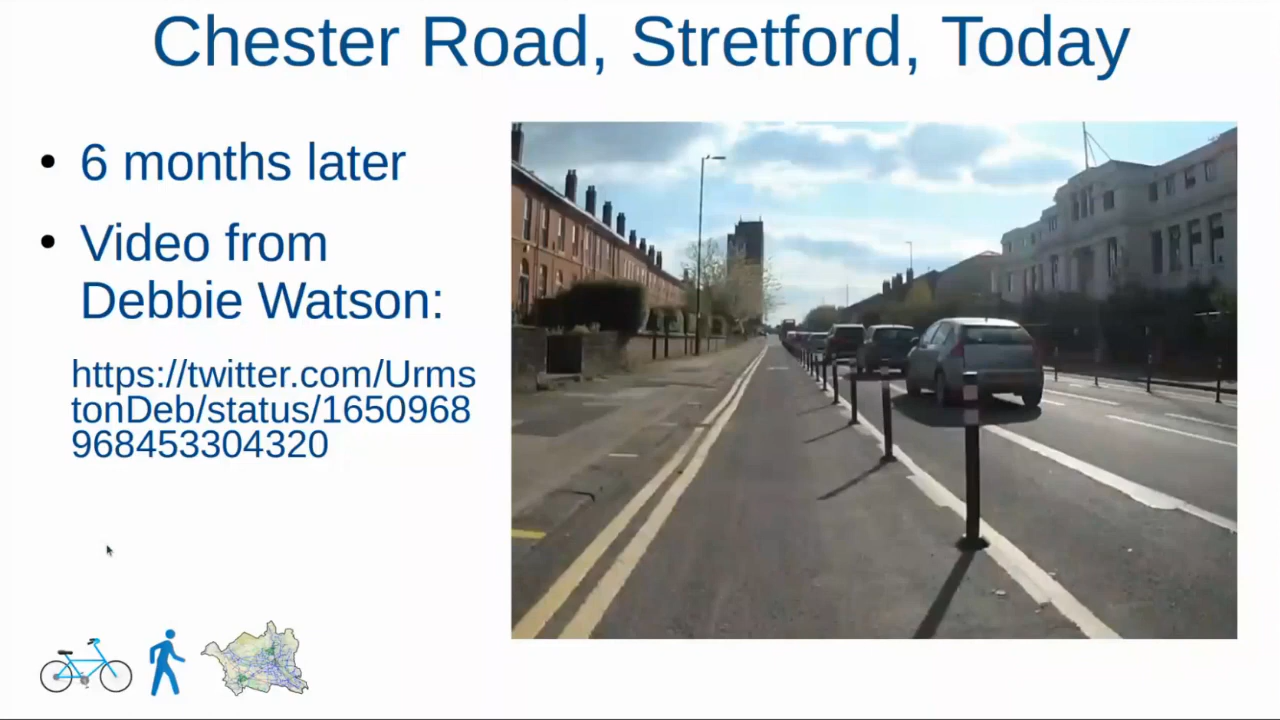 Chester Road, Stretford, Today
• 6 months later
• Video from
Debbie Watson:
https://twitter.com/Urms
tonDeb/status/1650968
968453304320